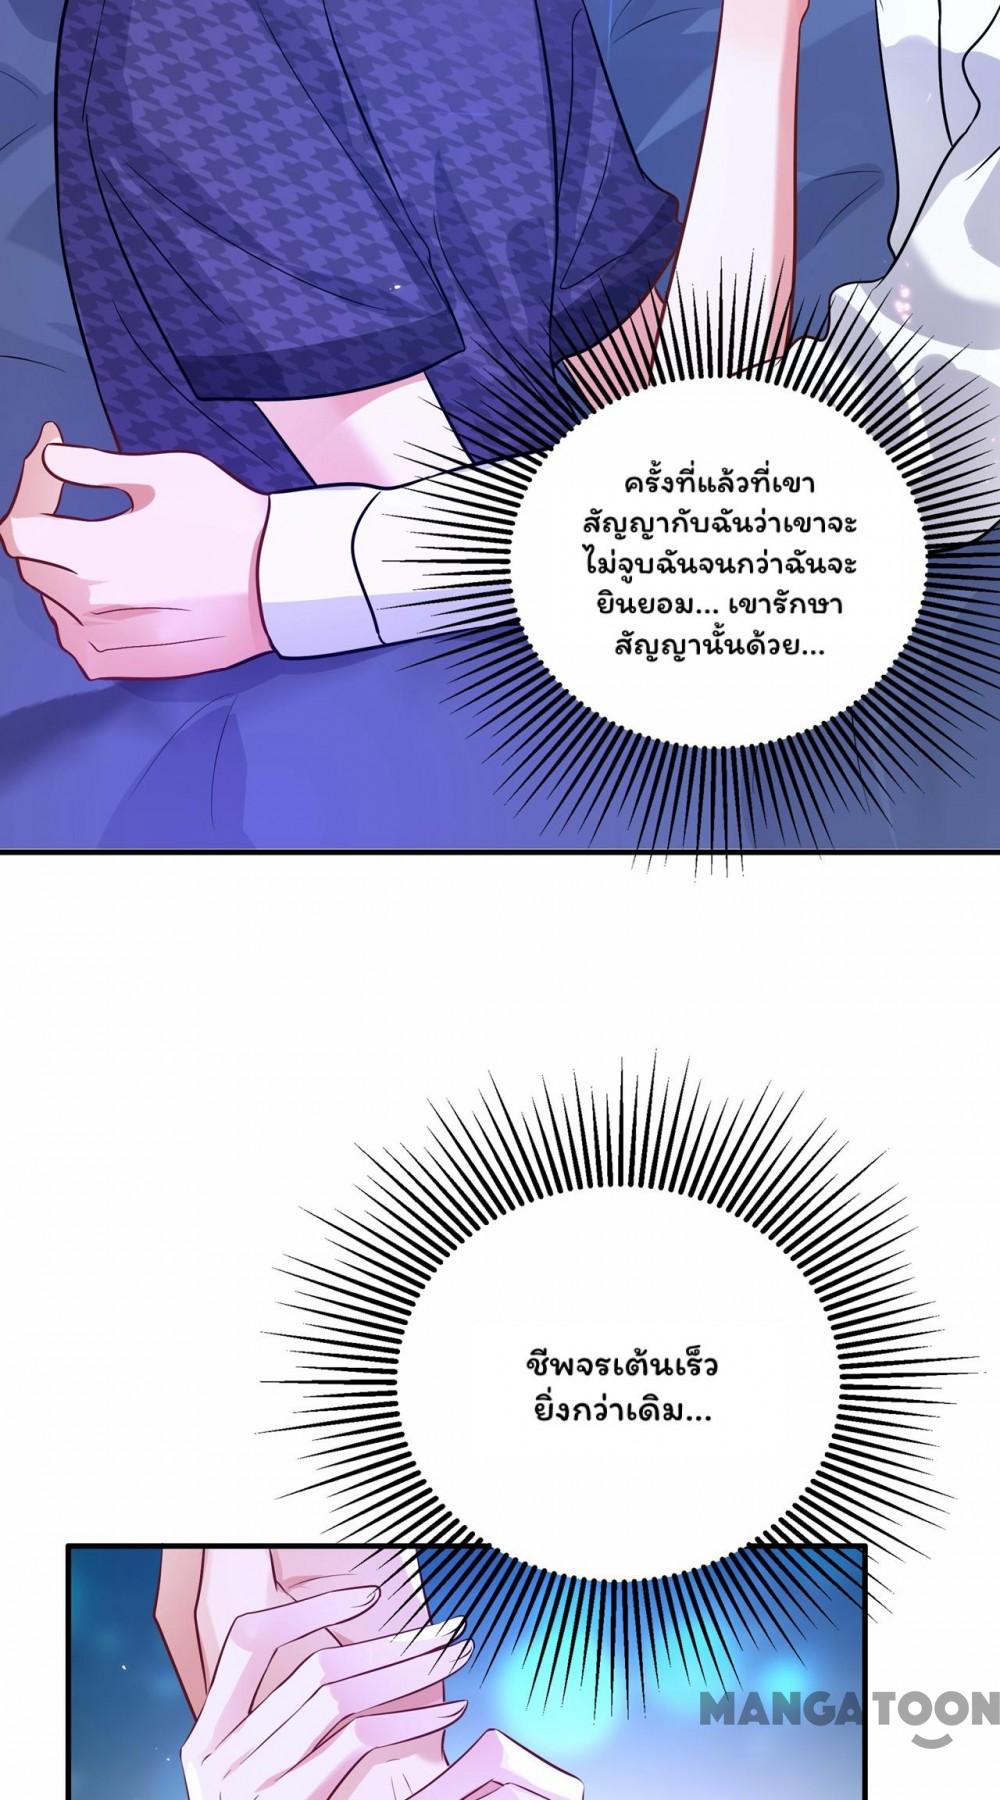 ครั้งที่แล้วที่เขา
สัญญากับฉันว่าเขาจะ
ไม่จูบฉันจนกว่าฉันจะ
ยินยอม... เขารักษา
สัญญานั้นด้วย...
ชีพจรเต้นเร็ว
ยิ่งกว่าเดิม...
MANGATOON